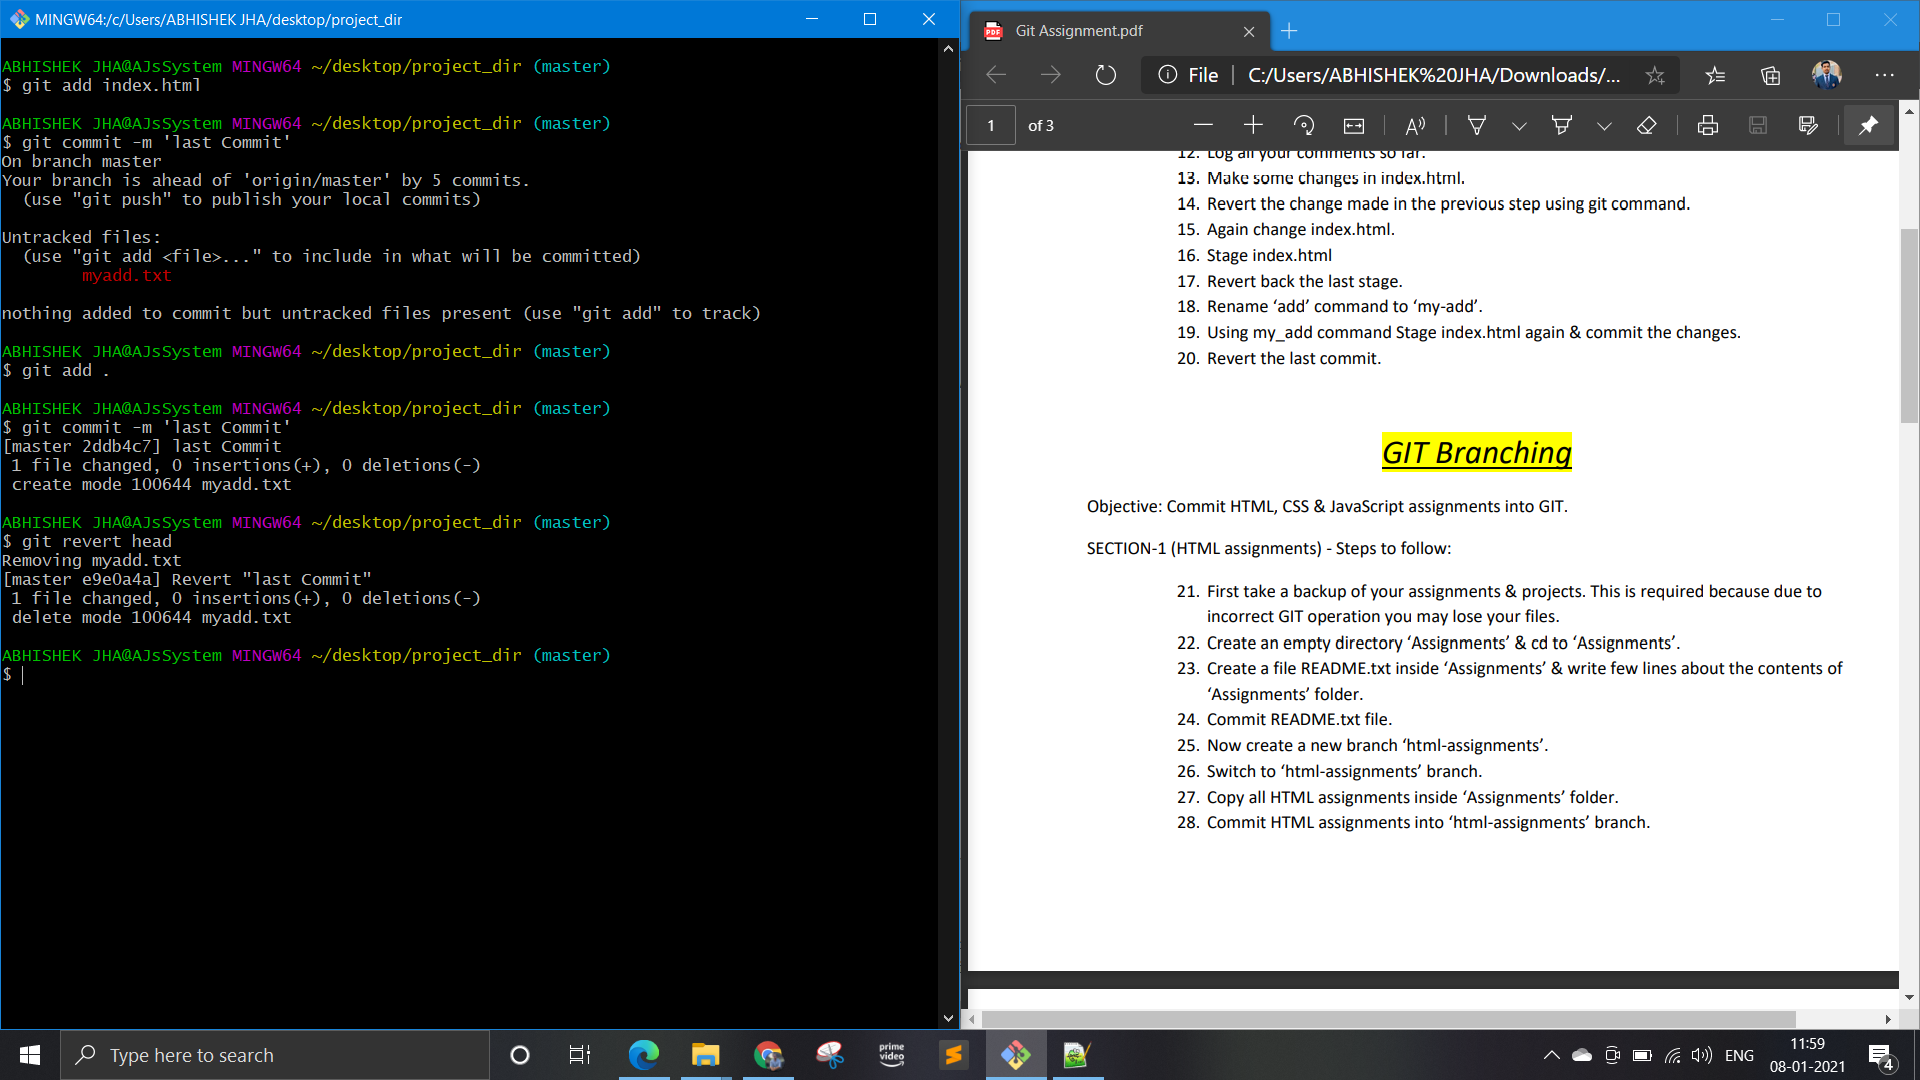 MINGW64:/c/Users/ABHISHEK JHA/desktop/project_dir
ABHISHEK JHA@AJsSystem MINGW64 ~/desktop/project_dir (master)
$ git add index.html
ABHISHEK JHA@AJsSystem MINGW64 ~/desktop/project_dir (master)
$ git commit -m 'last Commit'
On branch master
Your branch is ahead of 'origin/master' by 5 commits.
(use "git push" to publish your local commits)
Untracked files:
(use "git add <file>..." to include in what will be committed)
myadd.txt
nothing added to commit but untracked files present (use "git add" to track)
ABHISHEK JHA@AJsSystem MINGW64 ~/desktop/project_dir (master)
$ git add .
ABHISHEK JHA@AJsSystem MINGW64 ~/desktop/project_dir (master)
$ git commit -m 'last Commit'
[master 2ddb4c7] last Commit
1 file changed, 0 insertions(+), 0 deletions(-)
create mode 100644 myadd.txt
ABHISHEK JHA@AJsSystem MINGW64 ~/desktop/project_dir (master)
$ git revert head
Removing myadd.txt
[master e9e0a4a] Revert "last Commit"
1 file changed, 0 insertions(+), 0 deletions(-)
delete mode 100644 myadd.txt
ABHISHEK JHA@AJsSystem MINGW64 ~/desktop/project_dir (master)
$
PDF Git Assignment.pdf
File C:/Users/ABHISHEK%20JHA/Downloads/...
1 of 3
12. Log all your comments so far.
13. Make some changes in index.html.
14. Revert the change made in the previous step using git command.
15. Again change index.html.
16. Stage index.html
17. Revert back the last stage.
18. Rename ‘add’ command to ‘my-add’.
19. Using my_add command Stage index.html again & commit the changes.
20. Revert the last commit.
GIT Branching
Objective: Commit HTML, CSS & JavaScript assignments into GIT.
SECTION-1 (HTML assignments) - Steps to follow:
21. First take a backup of your assignments & projects. This is required because due to
incorrect GIT operation you may lose your files.
22. Create an empty directory ‘Assignments’ & cd to ‘Assignments’.
23. Create a file README.txt inside ‘Assignments’ & write few lines about the contents of
‘Assignments’ folder.
24. Commit README.txt file.
25. Now create a new branch ‘html-assignments’.
26. Switch to ‘html-assignments’ branch.
27. Copy all HTML assignments inside ‘Assignments’ folder.
28. Commit HTML assignments into ‘html-assignments’ branch.
Type here to search
prime
video
ENG
11:59
08-01-2021
4